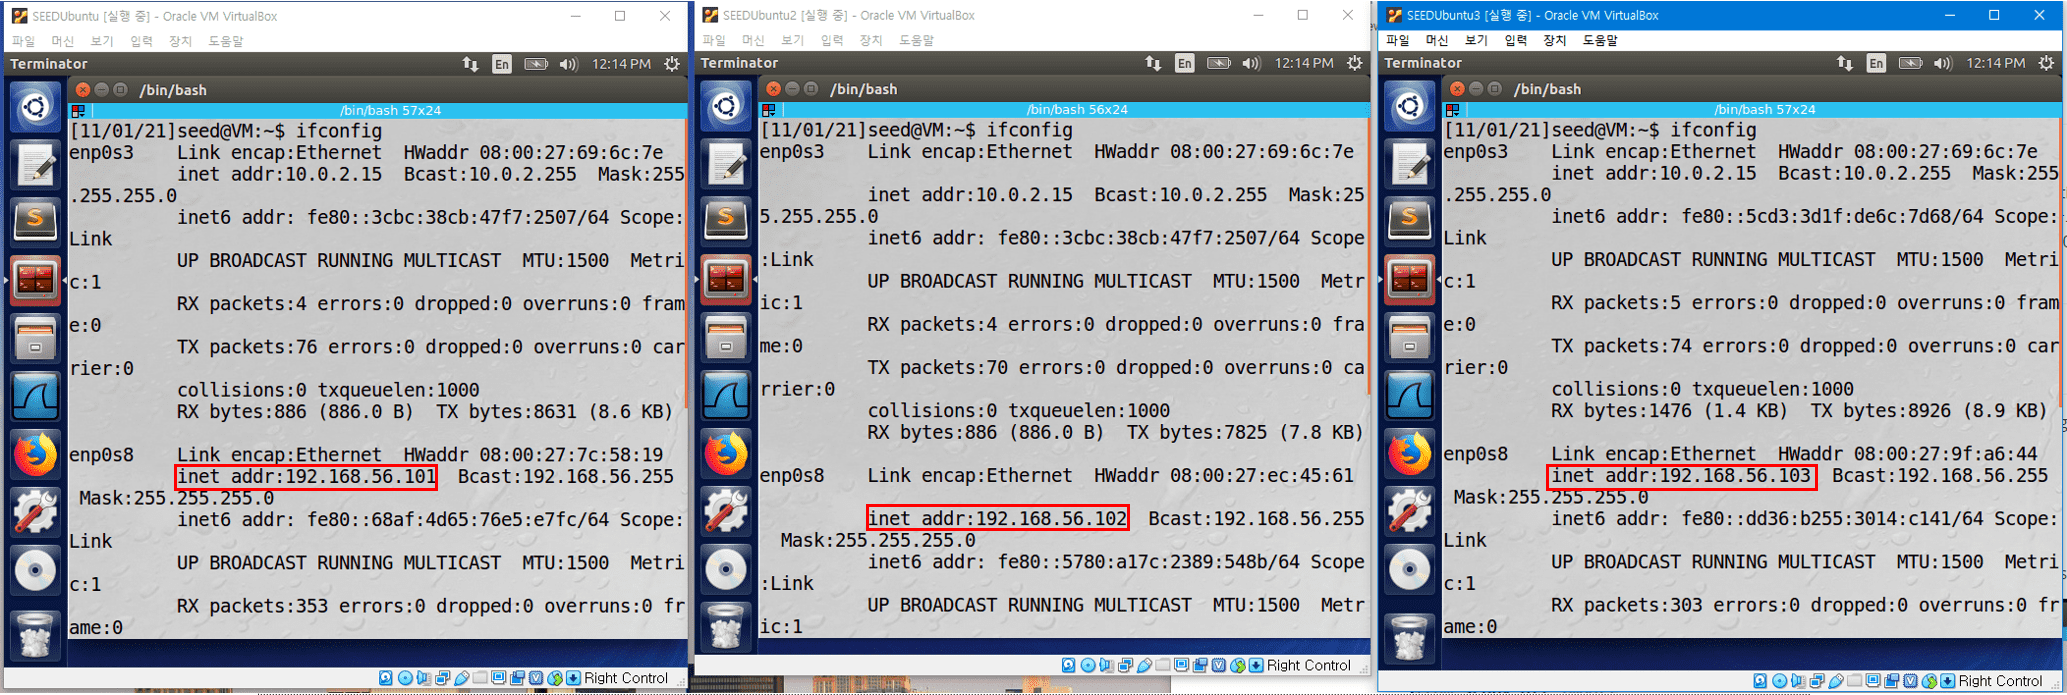 SEEDUbuntu [실행 중] - Oracle VM VirtualBox
파일 머신 보기 입력 장치 도움말
Terminator
En
12:14 PM
/bin/bash
/bin/bash 57x24
[11/01/21]seed@VM:~$ ifconfig
enp0s3    Link encap:Ethernet  HWaddr 08:00:27:69:6c:7e
inet addr:10.0.2.15  Bcast:10.0.2.255  Mask:255
.255.255.0
inet6 addr: fe80::3cbc:38cb:47f7:2507/64 Scope:
Link
UP BROADCAST RUNNING MULTICAST  MTU:1500  Metri
c:1
RX packets:4 errors:0 dropped:0 overruns:0 fram
e:0
TX packets:76 errors:0 dropped:0 overruns:0 car
rier:0
collisions:0 txqueuelen:1000
RX bytes:886 (886.0 B)  TX bytes:8631 (8.6 KB)
enp0s8    Link encap:Ethernet  HWaddr 08:00:27:7c:58:19
inet addr:192.168.56.101  Bcast:192.168.56.255
Mask:255.255.255.0
inet6 addr: fe80::68af:4d65:76e5:e7fc/64 Scope:
Link
UP BROADCAST RUNNING MULTICAST  MTU:1500  Metri
c:1
RX packets:353 errors:0 dropped:0 overruns:0 fr
ame:0
Right Control
SEEDUbuntu2 [실행 중] - Oracle VM VirtualBox
파일 머신 보기 입력 장치 도움말
Terminator
En
12:14 PM
/bin/bash
/bin/bash 56x24
[11/01/21]seed@VM:~$ ifconfig
enp0s3    Link encap:Ethernet  HWaddr 08:00:27:69:6c:7e
inet addr:10.0.2.15  Bcast:10.0.2.255  Mask:25
5.255.255.0
inet6 addr: fe80::3cbc:38cb:47f7:2507/64 Scope
:Link
UP BROADCAST RUNNING MULTICAST  MTU:1500  Metr
ic:1
RX packets:4 errors:0 dropped:0 overruns:0 fra
me:0
TX packets:70 errors:0 dropped:0 overruns:0 ca
rrier:0
collisions:0 txqueuelen:1000
RX bytes:886 (886.0 B)  TX bytes:7825 (7.8 KB)
enp0s8    Link encap:Ethernet  HWaddr 08:00:27:ec:45:61
inet addr:192.168.56.102  Bcast:192.168.56.255
Mask:255.255.255.0
inet6 addr: fe80::5780:a17c:2389:548b/64 Scope
:Link
UP BROADCAST RUNNING MULTICAST  MTU:1500  Metr
ic:1
Right Control
SEEDUbuntu3 [실행 중] - Oracle VM VirtualBox
파일 머신 보기 입력 장치 도움말
Terminator
En
12:14 PM
/bin/bash
/bin/bash 57x24
[11/01/21]seed@VM:~$ ifconfig
enp0s3    Link encap:Ethernet  HWaddr 08:00:27:69:6c:7e
inet addr:10.0.2.15  Bcast:10.0.2.255  Mask:255
.255.255.0
inet6 addr: fe80::5cd3:3d1f:de6c:7d68/64 Scope:
Link
UP BROADCAST RUNNING MULTICAST  MTU:1500  Metri
c:1
RX packets:5 errors:0 dropped:0 overruns:0 fram
e:0
TX packets:74 errors:0 dropped:0 overruns:0 car
rier:0
collisions:0 txqueuelen:1000
RX bytes:1476 (1.4 KB)  TX bytes:8926 (8.9 KB)
enp0s8    Link encap:Ethernet  HWaddr 08:00:27:9f:a6:44
inet addr:192.168.56.103  Bcast:192.168.56.255
Mask:255.255.255.0
inet6 addr: fe80::dd36:b255:3014:c141/64 Scope:
Link
UP BROADCAST RUNNING MULTICAST  MTU:1500  Metri
c:1
RX packets:303 errors:0 dropped:0 overruns:0 fr
ame:0
Right Control